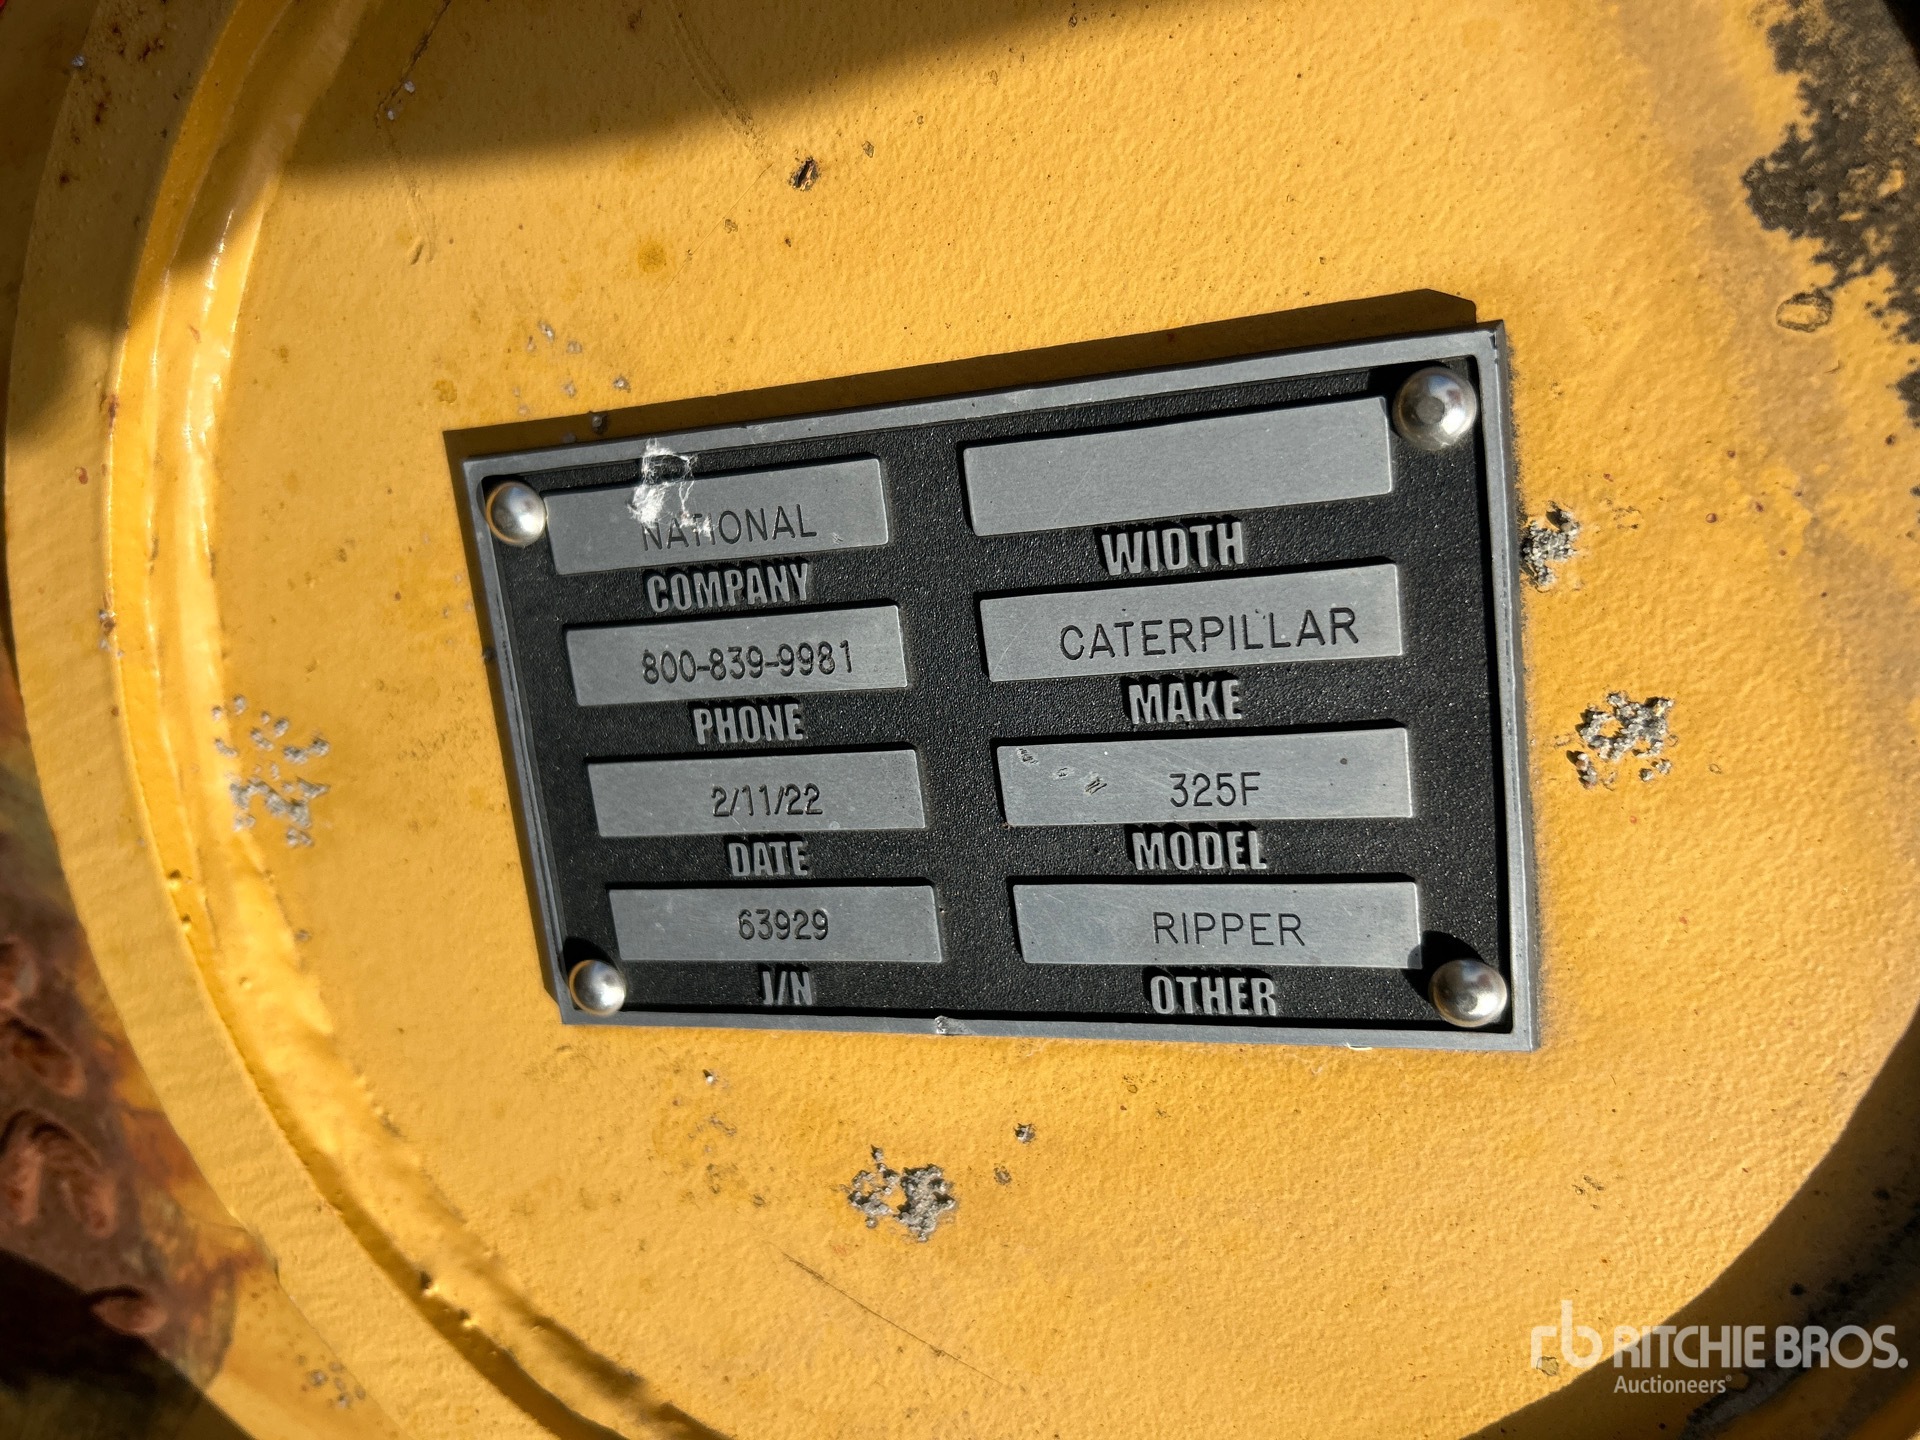 NATIONAL
COMPANY
800-839-9981
PHONE
2/11/22
DATE
63929
J/N
WIDTH
CATERPILLAR
MAKE
325F
MODEL
RIPPER
OTHER
rb RITCHIE BROS.
Auctioneers